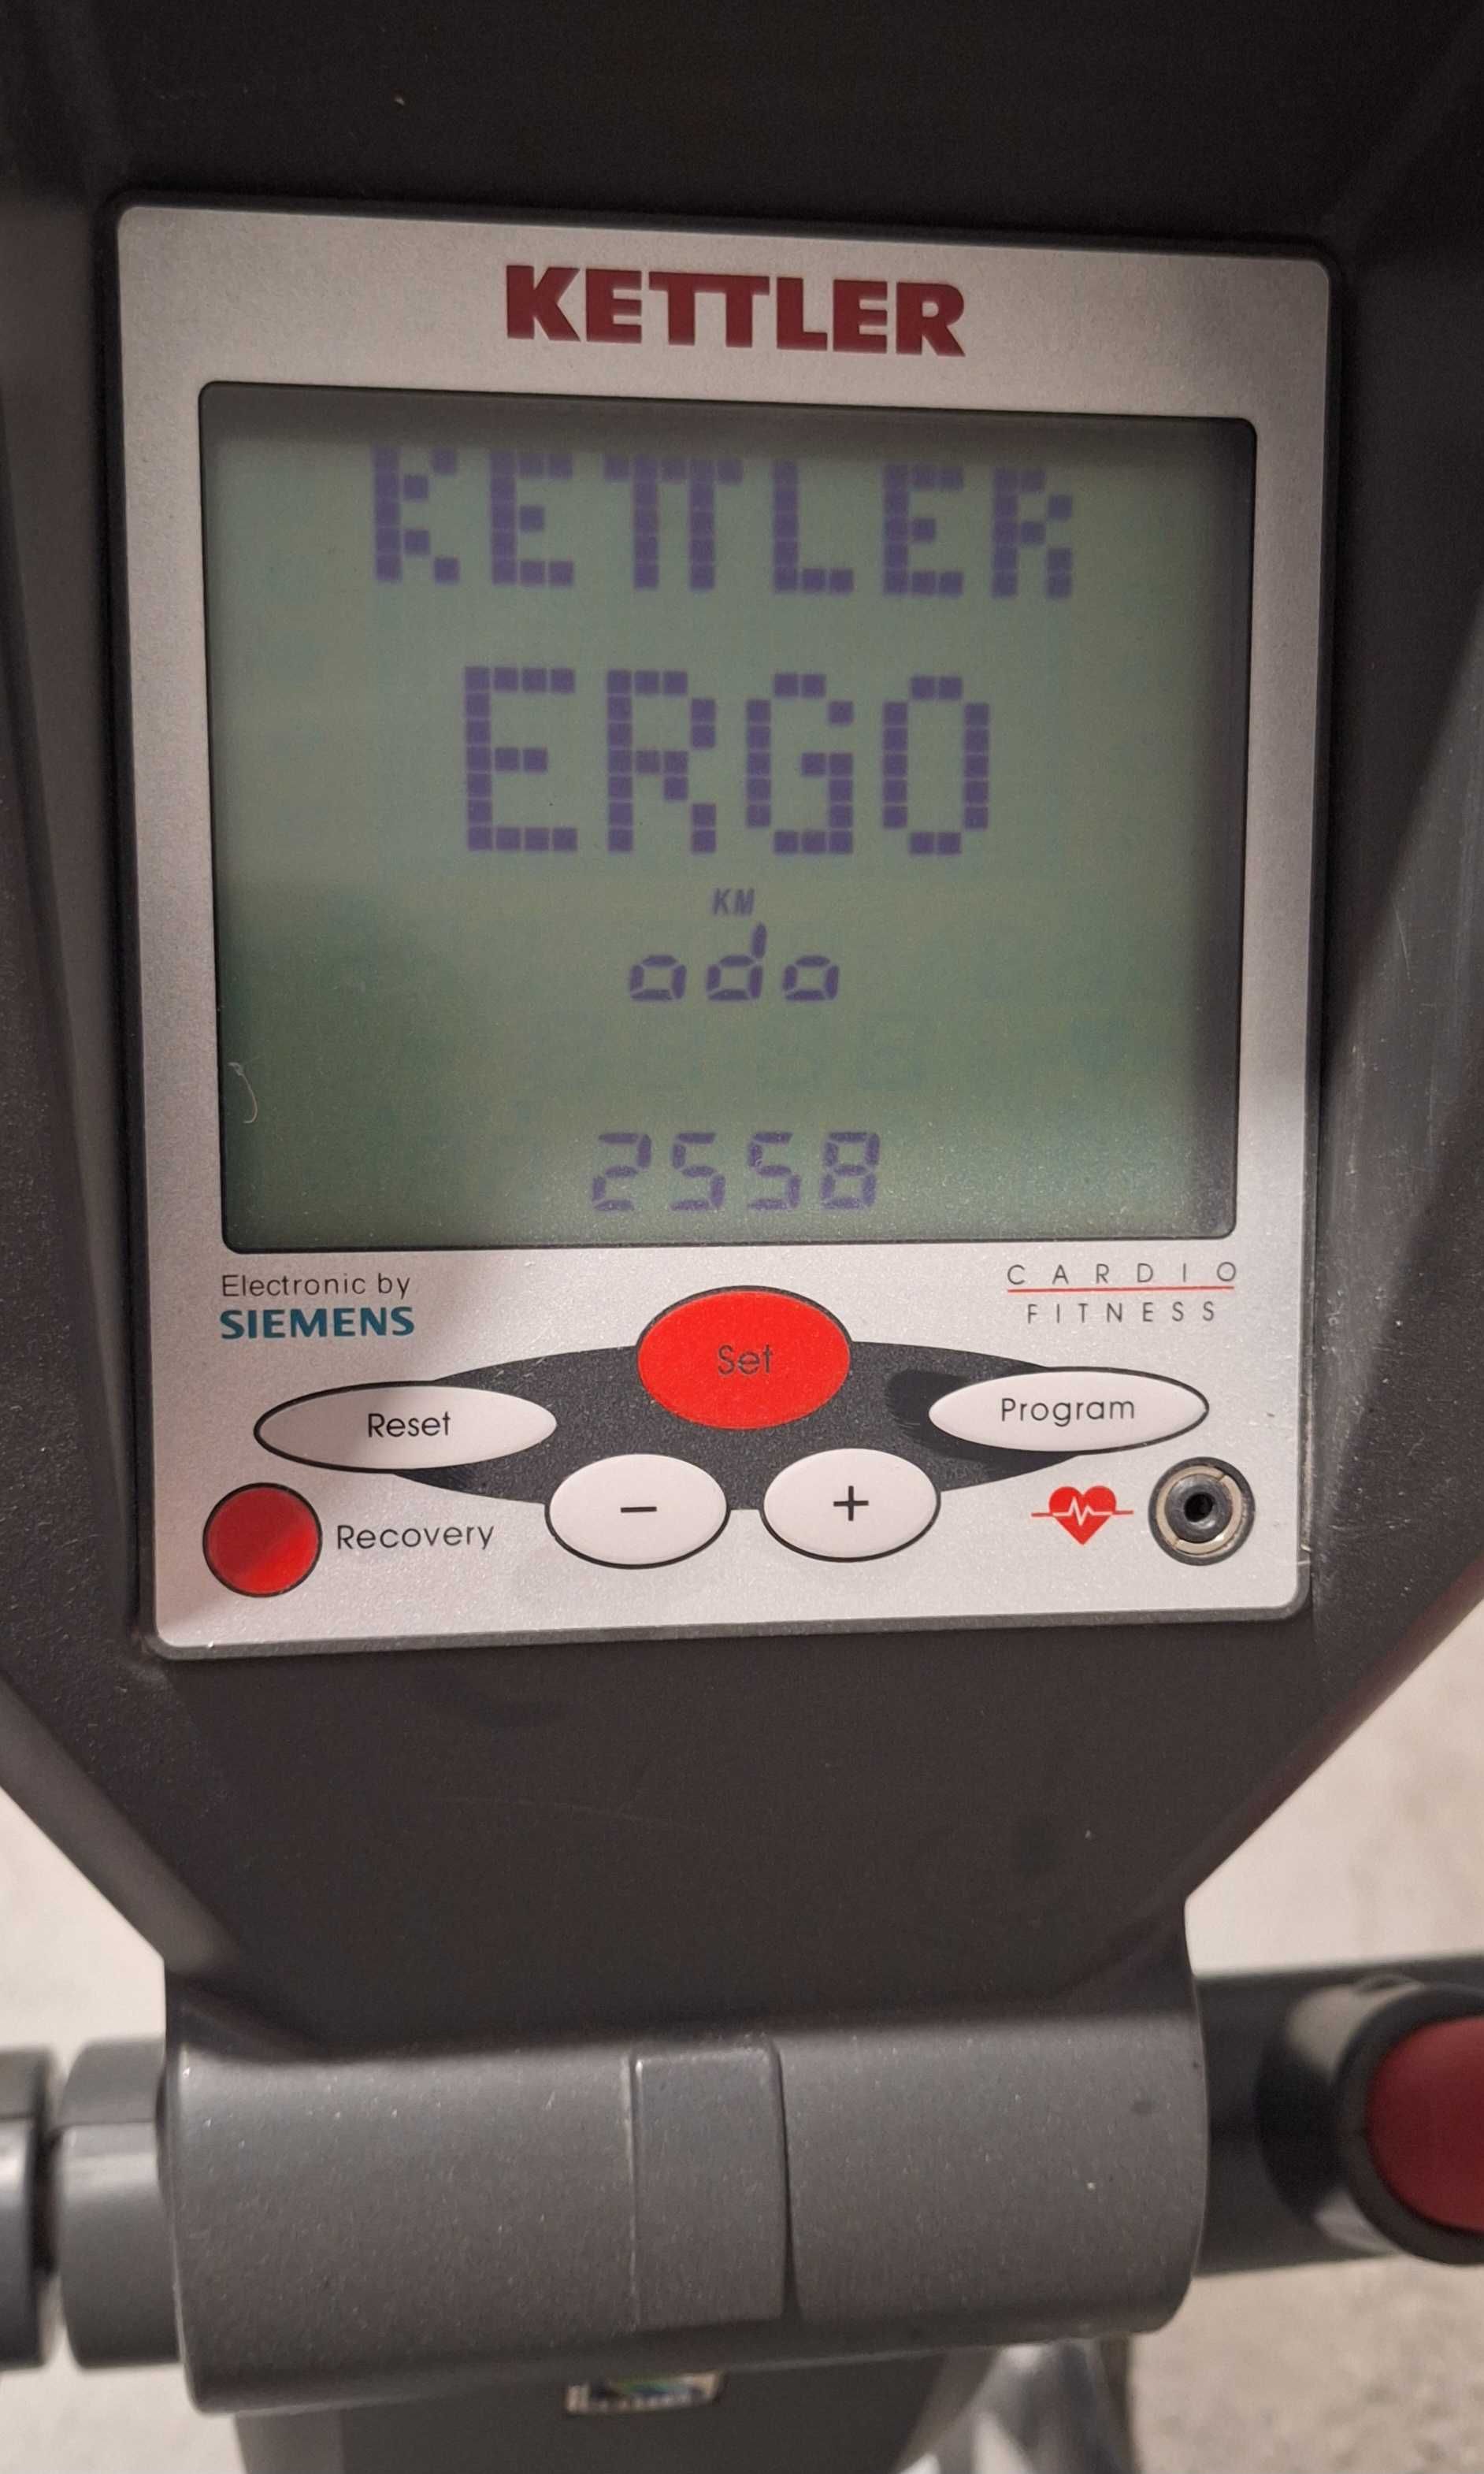 KETTLER
KETTLER
ERGO
KM
odo
2558
Electronic by
SIEMENS
CARDIO
FITNESS
Set
Reset
Program
Recovery
-
+